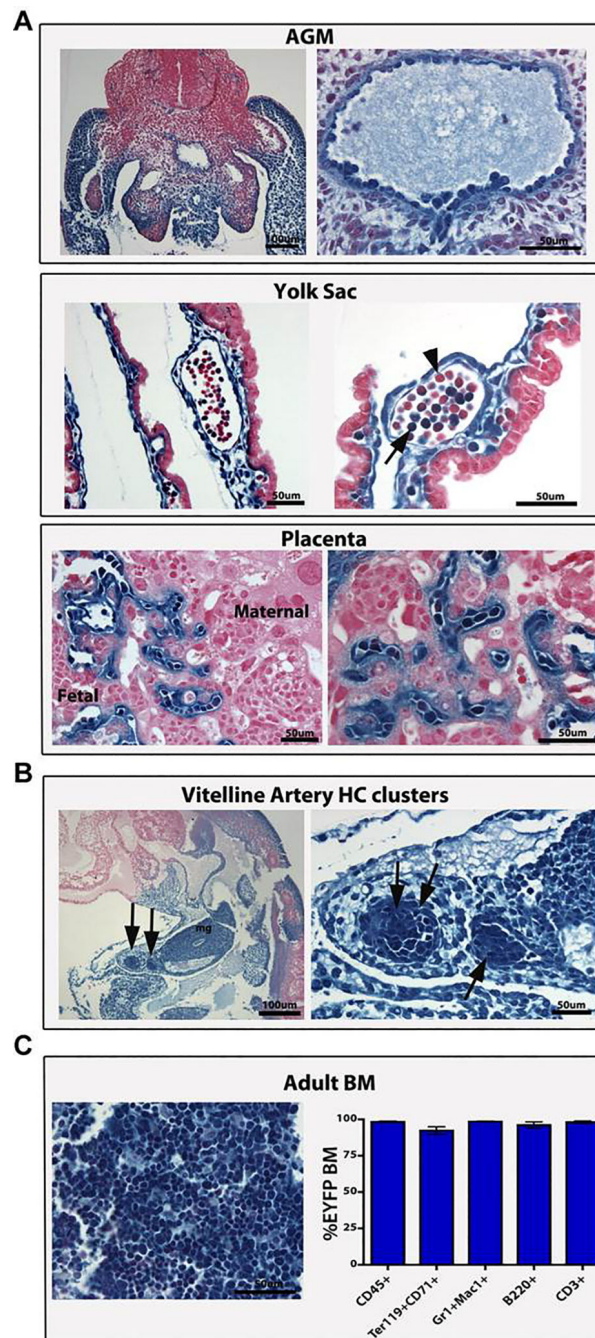 A
AGM
100um
50um
Yolk Sac
50um
50um
Placenta
Maternal
Fetal
50um
50um
B
Vitelline Artery HC clusters
mg
100um
50um
C
Adult BM
50um
%EYFP BM
100
75
50
25
0
CD45+
Ter119+CD71+
Gr1+Mac1+
B220+
CD3+